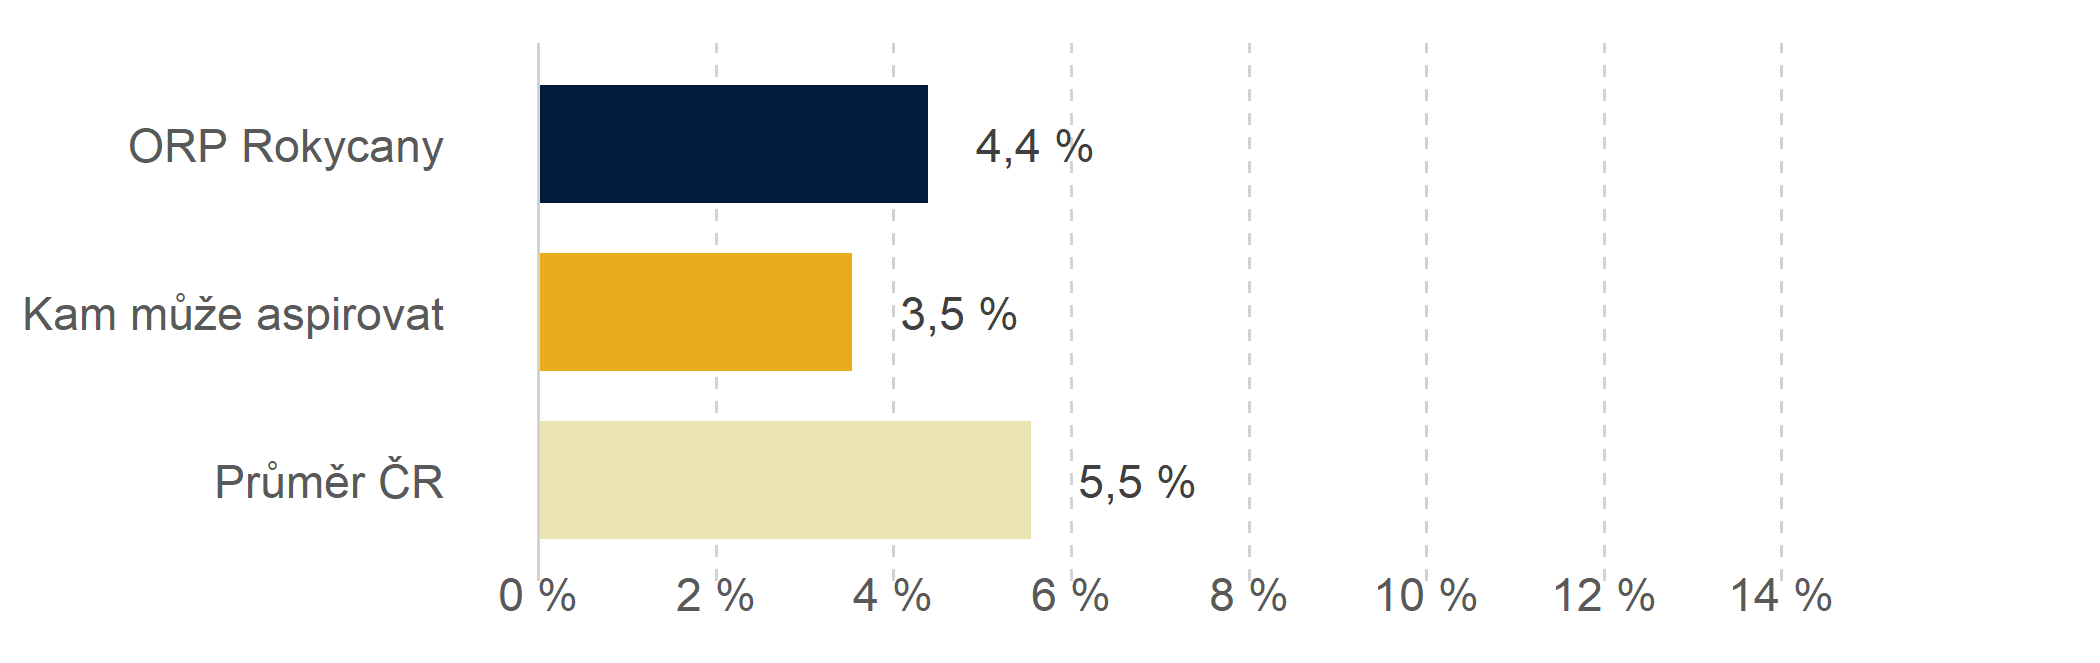 ORP Rokycany
4,4 %
Kam může aspirovat
3,5 %
Průměr ČR
5,5 %
0 % 2 % 4 % 6 % 8 % 10 % 12 % 14 %